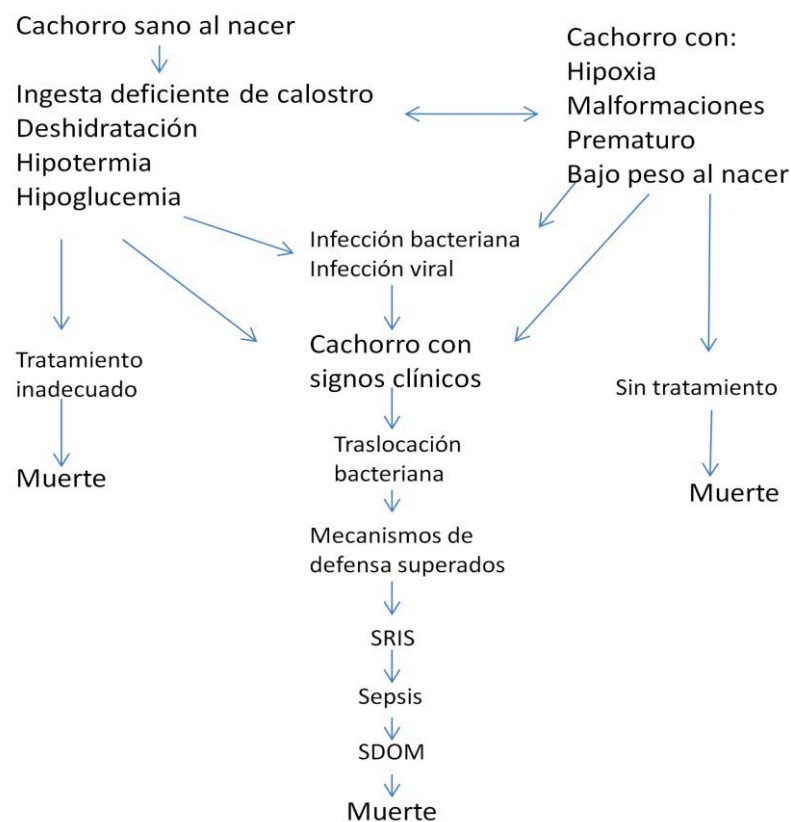 Cachorro sano al nacer
Ingesta deficiente de calostro
Deshidratación
Hipotermia
Hipoglucemia
Cachorro con:
Hipoxia
Malformaciones
Prematuro
Bajo peso al nacer
Infección bacteriana
Infección viral
Tratamiento
inadecuado
Muerte
Cachorro con
signos clínicos
Sin tratamiento
Muerte
Traslocación
bacteriana
Mecanismos de
defensa superados
SRIS
Sepsis
SDOM
Muerte